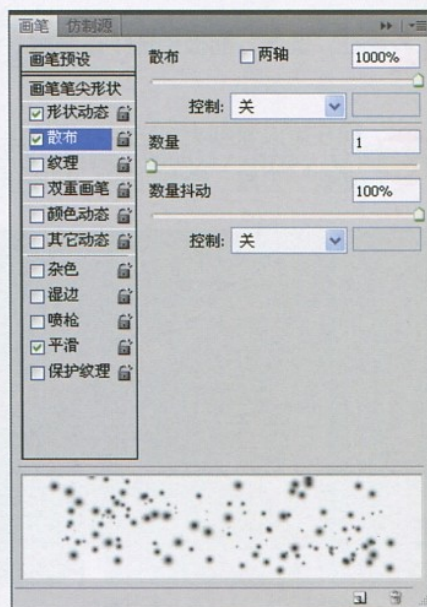 画笔 仿制源
画笔预设
画笔笔尖形状
形状动态
散布
纹理
双重画笔
颜色动态
其它动态
杂色
湿边
喷枪
平滑
保护纹理
散布 两轴 1000%
控制: 关
数量 1
数量抖动 100%
控制: 关